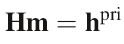 Hm = h^pri